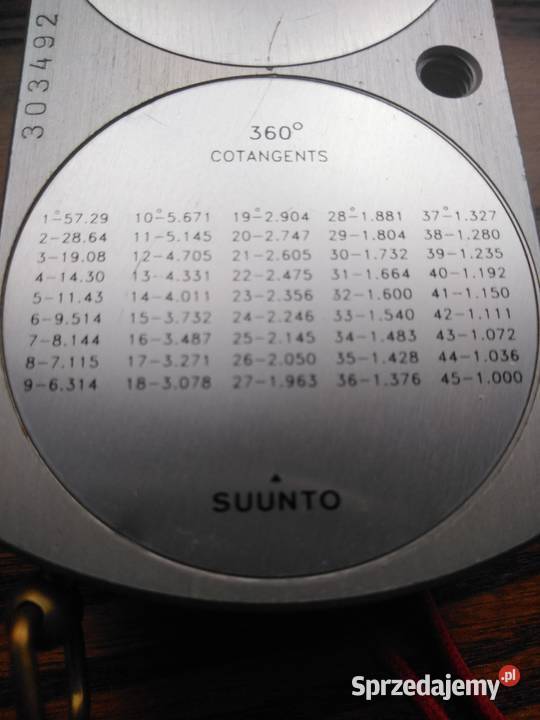 303492
360°
COTANGENTS
1°–57.29 10°–5.671 19°–2.904 28°–1.881 37°–1.327
2–28.64 11–5.145 20–2.747 29–1.804 38–1.280
3–19.08 12–4.705 21–2.605 30–1.732 39–1.235
4–14.30 13–4.331 22–2.475 31–1.664 40–1.192
5–11.43 14–4.011 23–2.356 32–1.600 41–1.150
6–9.514 15–3.732 24–2.246 33–1.540 42–1.111
7–8.144 16–3.487 25–2.145 34–1.483 43–1.072
8–7.115 17–3.271 26–2.050 35–1.428 44–1.036
9–6.314 18–3.078 27–1.963 36–1.376 45–1.000
SUUNTO
Sprzedajemy.pl